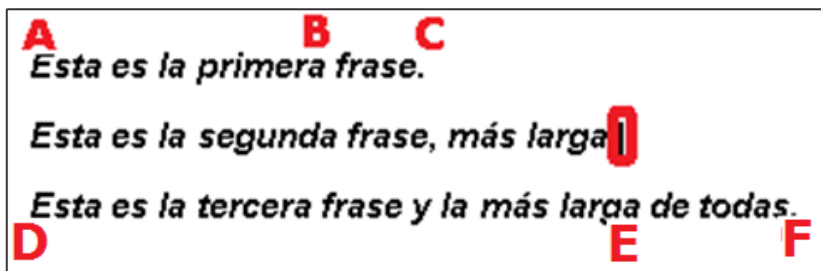 A B C
Esta es la primera frase.
Esta es la segunda frase, más larga
Esta es la tercera frase y la más larga de todas.
D E F